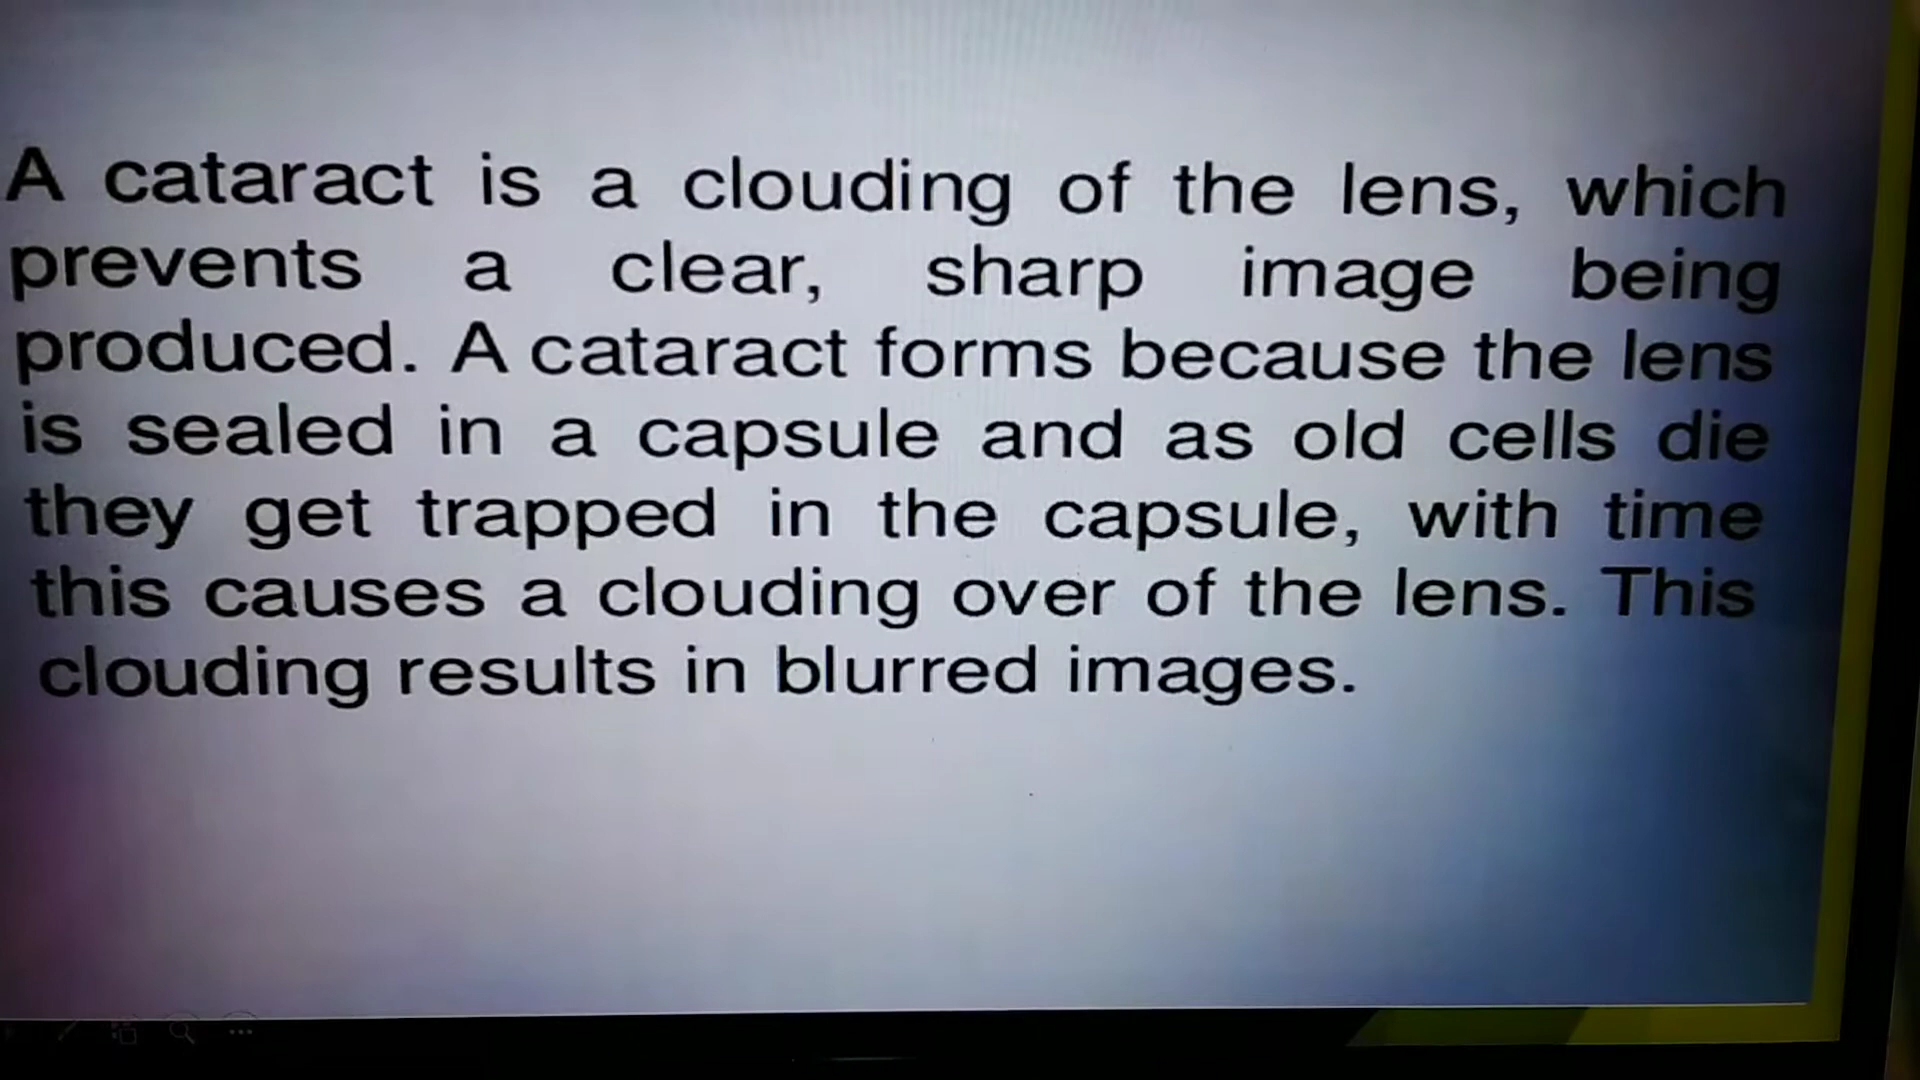 A cataract is a clouding of the lens, which
prevents a clear, sharp image being
produced. A cataract forms because the lens
is sealed in a capsule and as old cells die
they get trapped in the capsule, with time
this causes a clouding over of the lens. This
clouding results in blurred images.